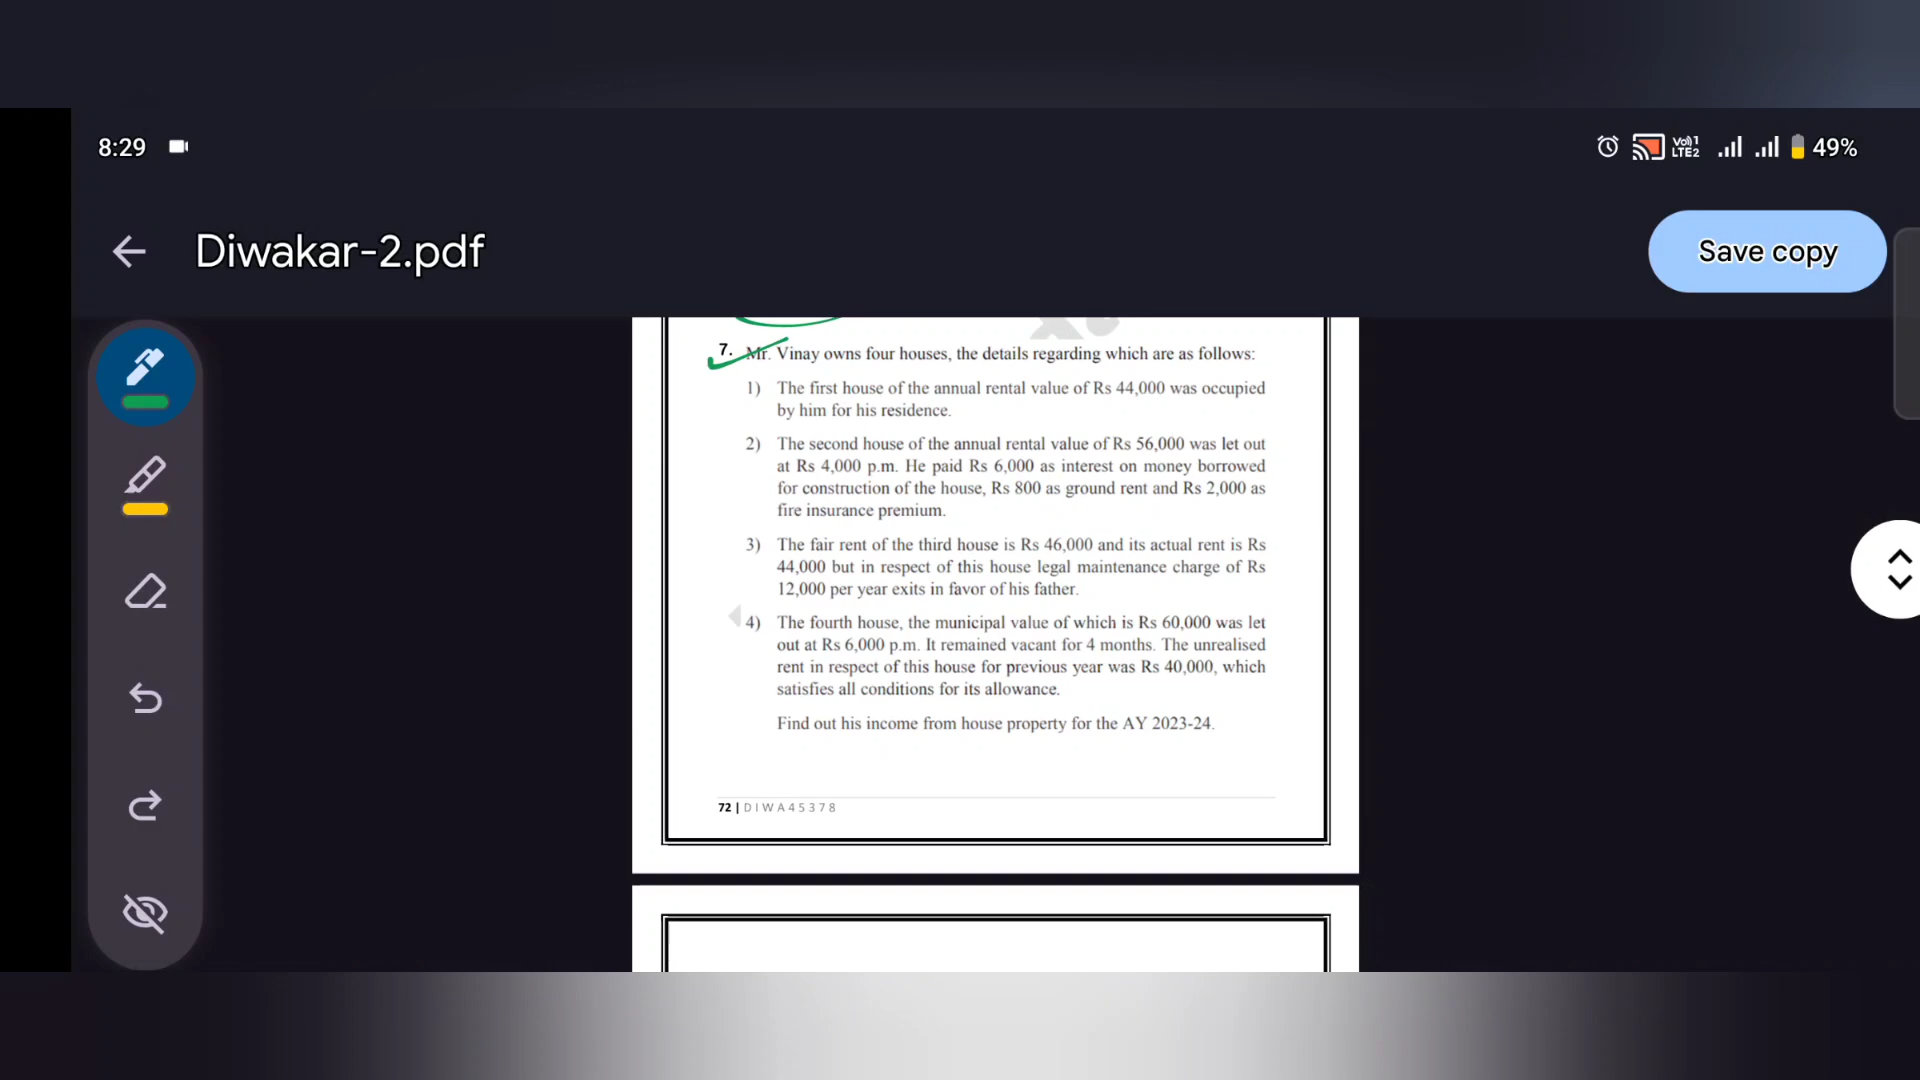 8:29
Vo)) 1
LTE2
49%
Diwakar-2.pdf
Save copy
7. Mr. Vinay owns four houses, the details regarding which are as follows:
1) The first house of the annual rental value of Rs 44,000 was occupied
by him for his residence.
2) The second house of the annual rental value of Rs 56,000 was let out
at Rs 4,000 p.m. He paid Rs 6,000 as interest on money borrowed
for construction of the house, Rs 800 as ground rent and Rs 2,000 as
fire insurance premium.
3) The fair rent of the third house is Rs 46,000 and its actual rent is Rs
44,000 but in respect of this house legal maintenance charge of Rs
12,000 per year exits in favor of his father.
4) The fourth house, the municipal value of which is Rs 60,000 was let
out at Rs 6,000 p.m. It remained vacant for 4 months. The unrealised
rent in respect of this house for previous year was Rs 40,000, which
satisfies all conditions for its allowance.
Find out his income from house property for the AY 2023-24.
72 | DIWA45378